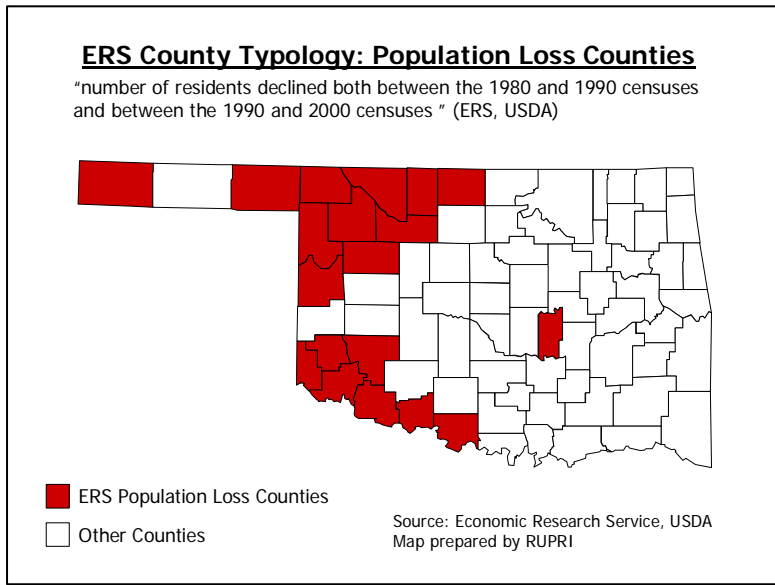 ERS County Typology: Population Loss Counties
“number of residents declined both between the 1980 and 1990 censuses
and between the 1990 and 2000 censuses ” (ERS, USDA)
ERS Population Loss Counties
Other Counties
Source: Economic Research Service, USDA
Map prepared by RUPRI